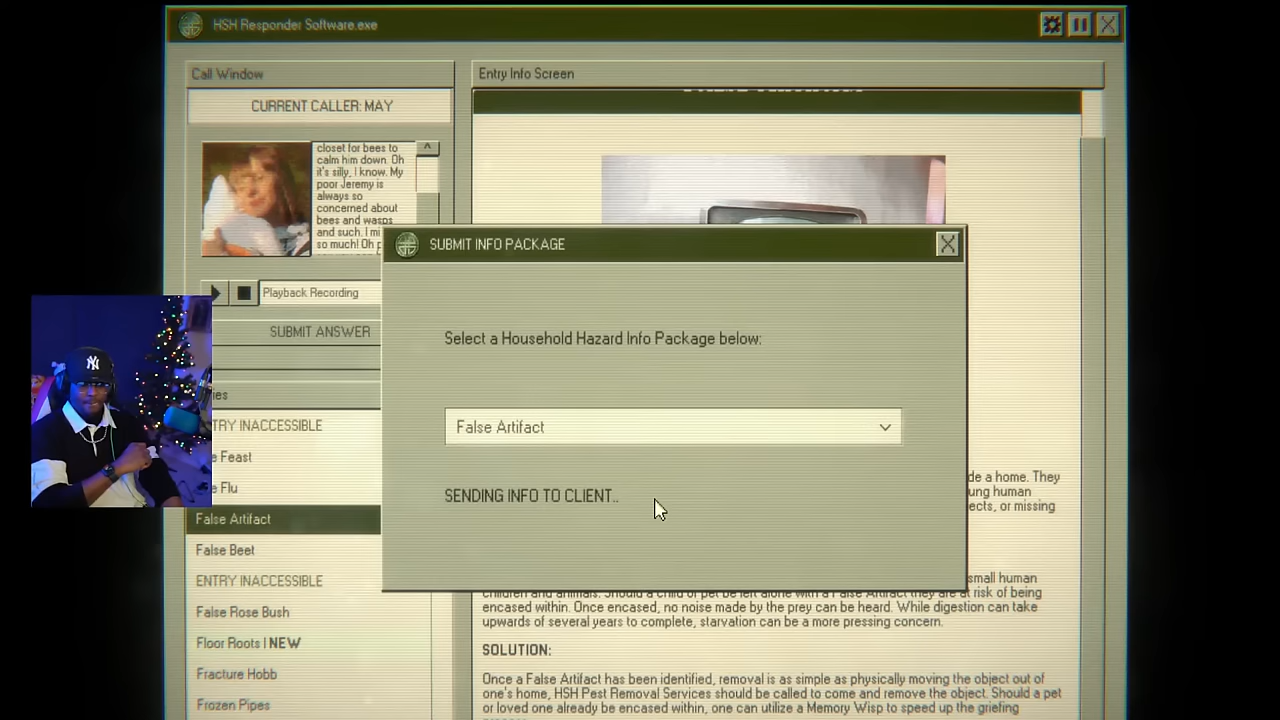 HSH Responder Software.exe
Call Window
CURRENT CALLER: MAY
closet for bees to
calm him down. Oh
it's silly, I know. My
poor Jeremy is
always so
concerned about
bees and wasps
and such. I mi
so much! Oh
Playback Recording
SUBMIT ANSWER
ENTRY INACCESSIBLE
Feast
Flu
False Artifact
False Beet
ENTRY INACCESSIBLE
False Rose Bush
Floor Roots | NEW
Fracture Hobb
Frozen Pipes
Entry Info Screen
SUBMIT INFO PACKAGE
Select a Household Hazard Info Package below:
False Artifact
SENDING INFO TO CLIENT..
de a home. They
ung human
ects, or missing
small human
children and animals. Should a child or pet be left alone with a False Artifact they are at risk of being
encased within. Once encased, no noise made by the prey can be heard. While digestion can take
upwards of several years to complete, starvation can be a more pressing concern.
SOLUTION:
Once a False Artifact has been identified, removal is as simple as physically moving the object out of
one's home, HSH Pest Removal Services should be called to come and remove the object. Should a pet
or loved one already be encased within, one can utilize a Memory Wisp to speed up the griefing